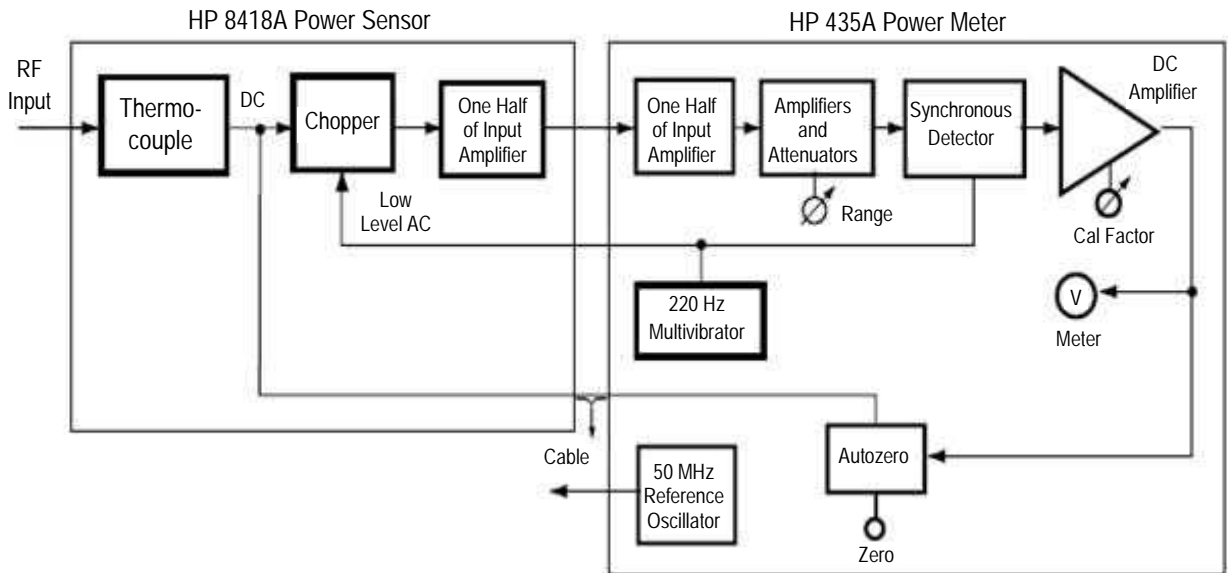 HP 8418A Power Sensor
HP 435A Power Meter
RF
Input
Thermo-
couple
DC
Chopper
One Half
of Input
Amplifier
Low
Level AC
One Half
of Input
Amplifier
Amplifiers
and
Attenuators
Range
Synchronous
Detector
DC
Amplifier
Cal Factor
220 Hz
Multivibrator
V
Meter
Cable
50 MHz
Reference
Oscillator
Autozero
Zero